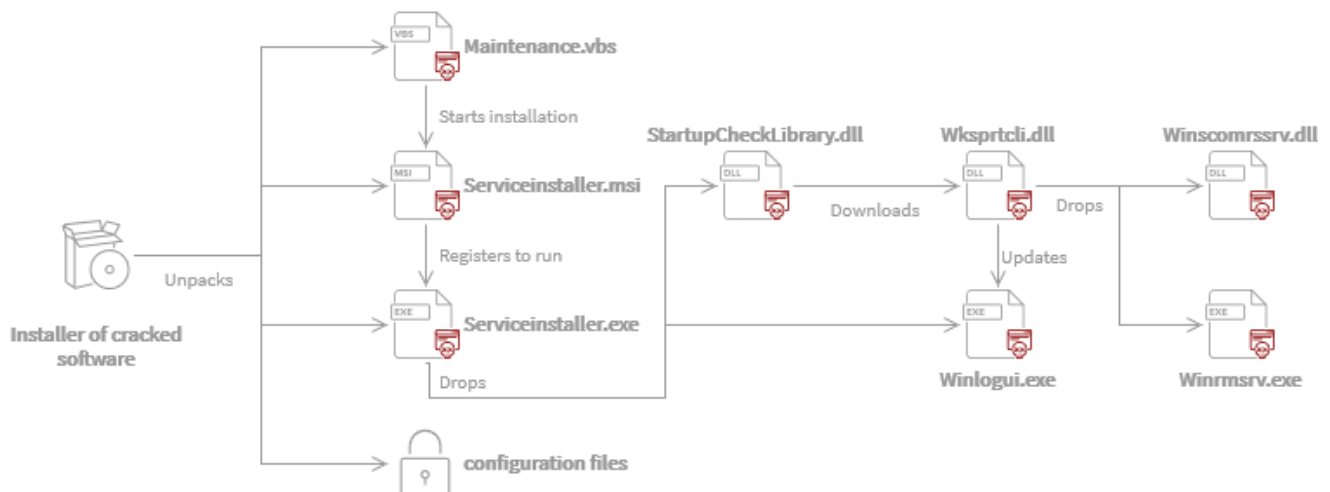 VBS
Maintenance.vbs
Starts installation
StartupCheckLibrary.dll
Wksprtcli.dll
Winscomrssrv.dll
MSI
Serviceinstaller.msi
DLL
DLL
DLL
Downloads
Drops
Registers to run
Updates
Unpacks
Installer of cracked
software
EXE
Serviceinstaller.exe
EXE
EXE
Drops
Winlogui.exe
Winrmsrv.exe
configuration files